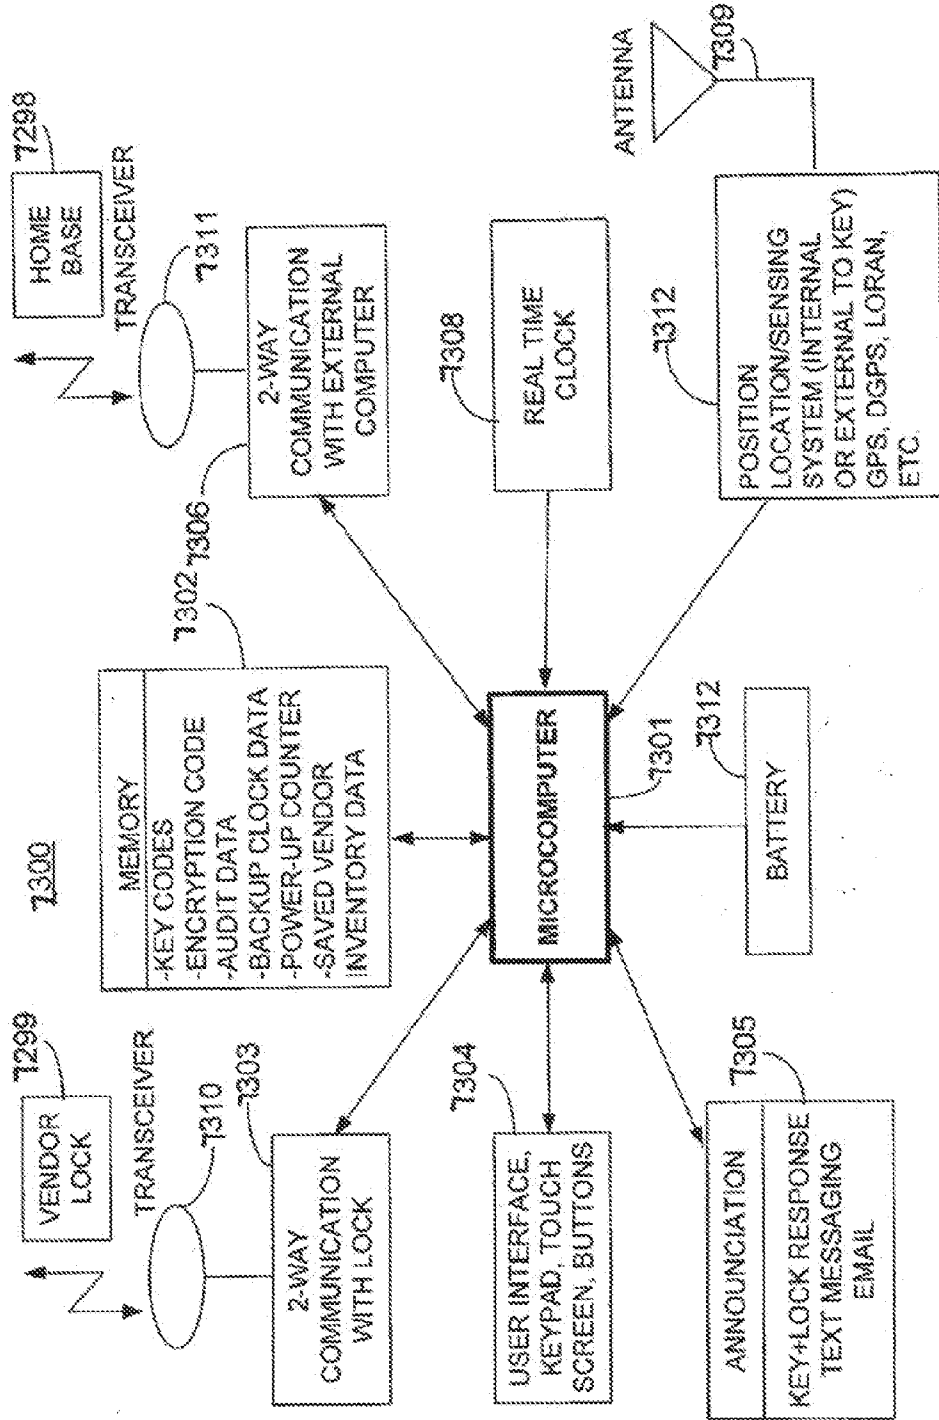 7300
VENDOR
LOCK
7299
HOME
BASE
7298
TRANSCEIVER
7310
7303
2-WAY
COMMUNICATION
WITH LOCK
MEMORY
-KEY CODES
-ENCRYPTION CODE
-AUDIT DATA
-BACKUP CLOCK DATA
-POWER-UP COUNTER
-SAVED VENDOR
INVENTORY DATA
7302
7306
TRANSCEIVER
7311
2-WAY
COMMUNICATION
WITH EXTERNAL
COMPUTER
7304
USER INTERFACE,
KEYPAD, TOUCH
SCREEN, BUTTONS
MICROCOMPUTER
7301
7308
REAL TIME
CLOCK
ANNOUNCIATION
7305
KEY+LOCK RESPONSE
TEXT MESSAGING
EMAIL
7312
BATTERY
7312
POSITION
LOCATION/SENSING
SYSTEM (INTERNAL
OR EXTERNAL TO KEY)
GPS, DGPS, LORAN,
ETC.
ANTENNA
7309